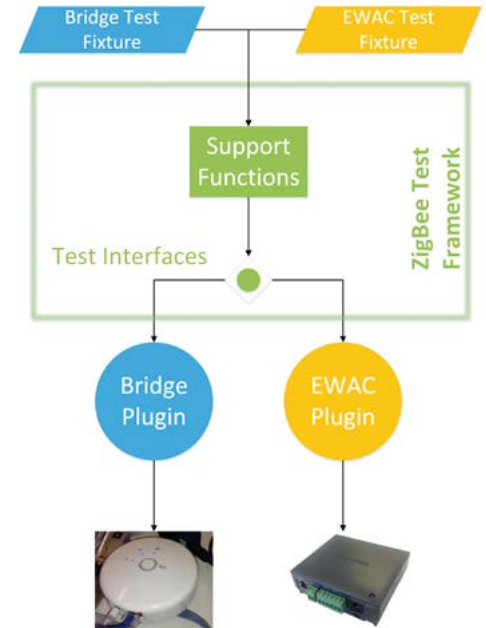 Bridge Test
Fixture
EWAC Test
Fixture
Support
Functions
ZigBee Test
Framework
Test Interfaces
Bridge
Plugin
EWAC
Plugin